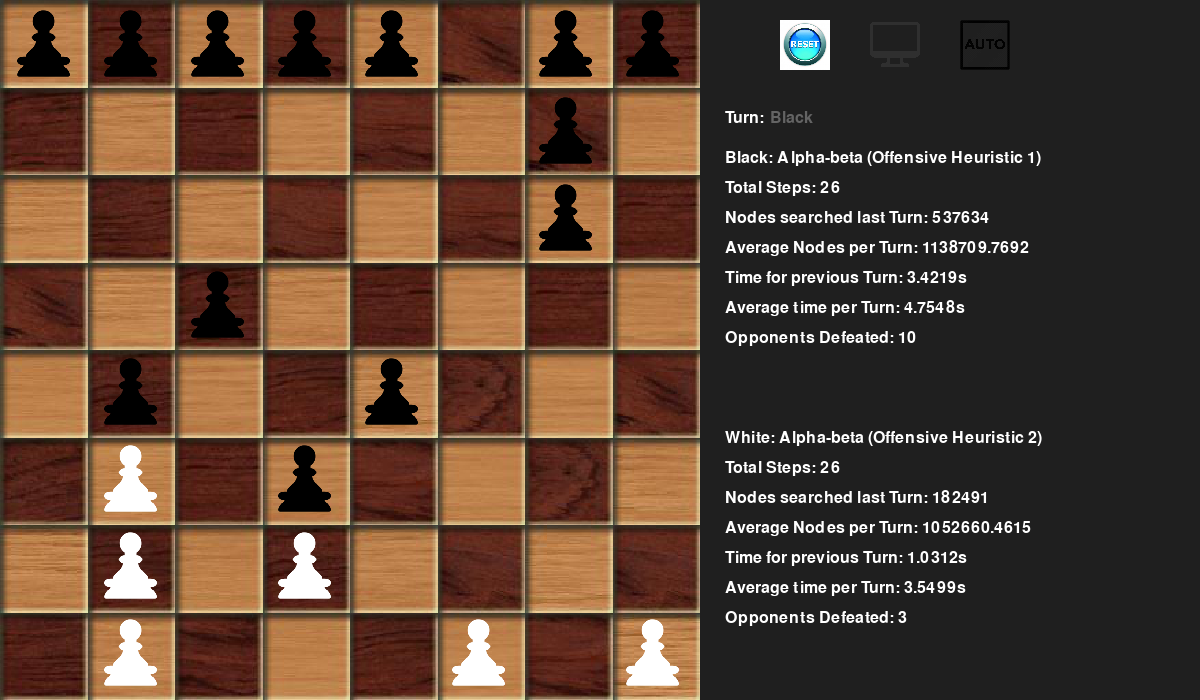 RESET
AUTO
Turn: Black
Black: Alpha-beta (Offensive Heuristic 1)
Total Steps: 26
Nodes searched last Turn: 537634
Average Nodes per Turn: 1138709.7692
Time for previous Turn: 3.4219s
Average time per Turn: 4.7548s
Opponents Defeated: 10
White: Alpha-beta (Offensive Heuristic 2)
Total Steps: 26
Nodes searched last Turn: 182491
Average Nodes per Turn: 1052660.4615
Time for previous Turn: 1.0312s
Average time per Turn: 3.5499s
Opponents Defeated: 3